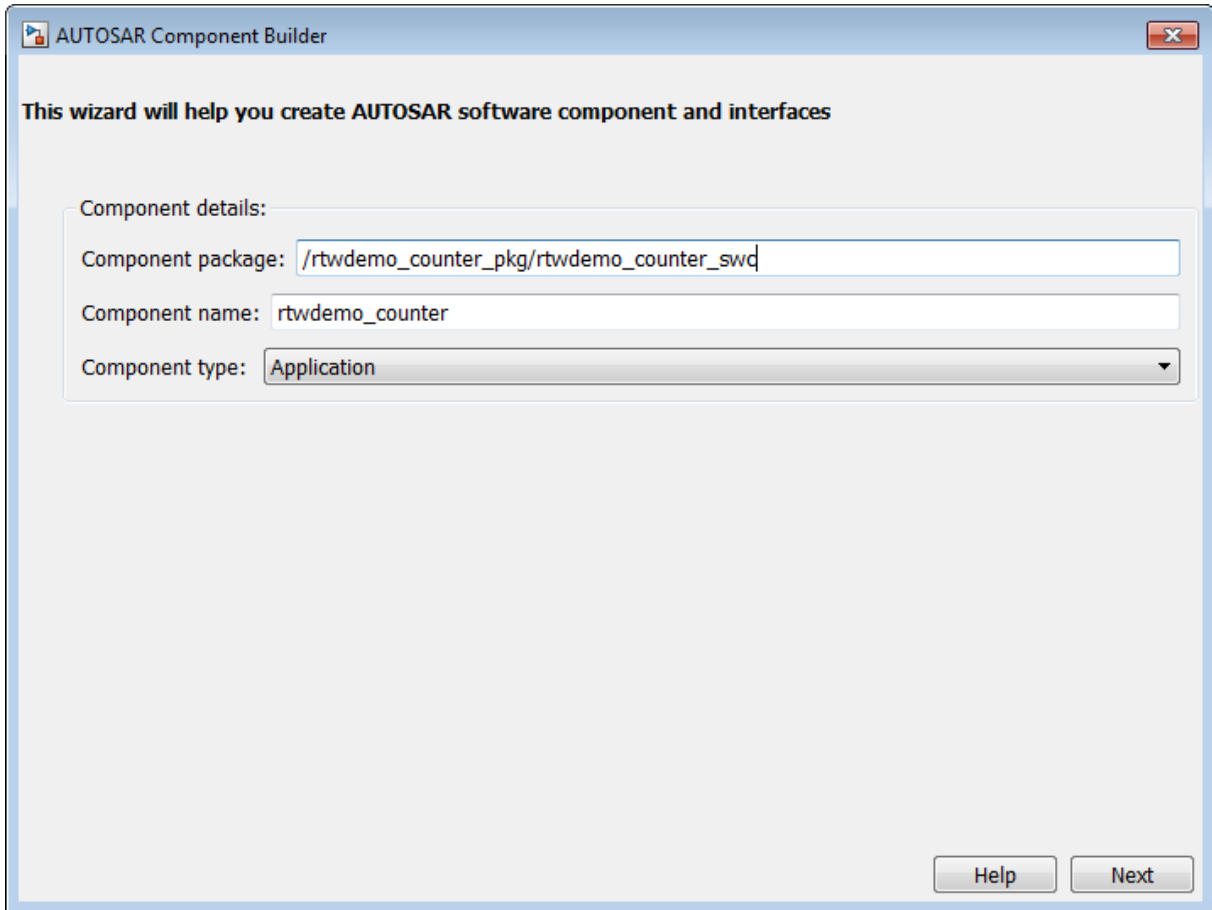 AUTOSAR Component Builder
This wizard will help you create AUTOSAR software component and interfaces
Component details:
Component package: /rtwdemo_counter_pkg/rtwdemo_counter_swc
Component name: rtwdemo_counter
Component type: Application
Help Next